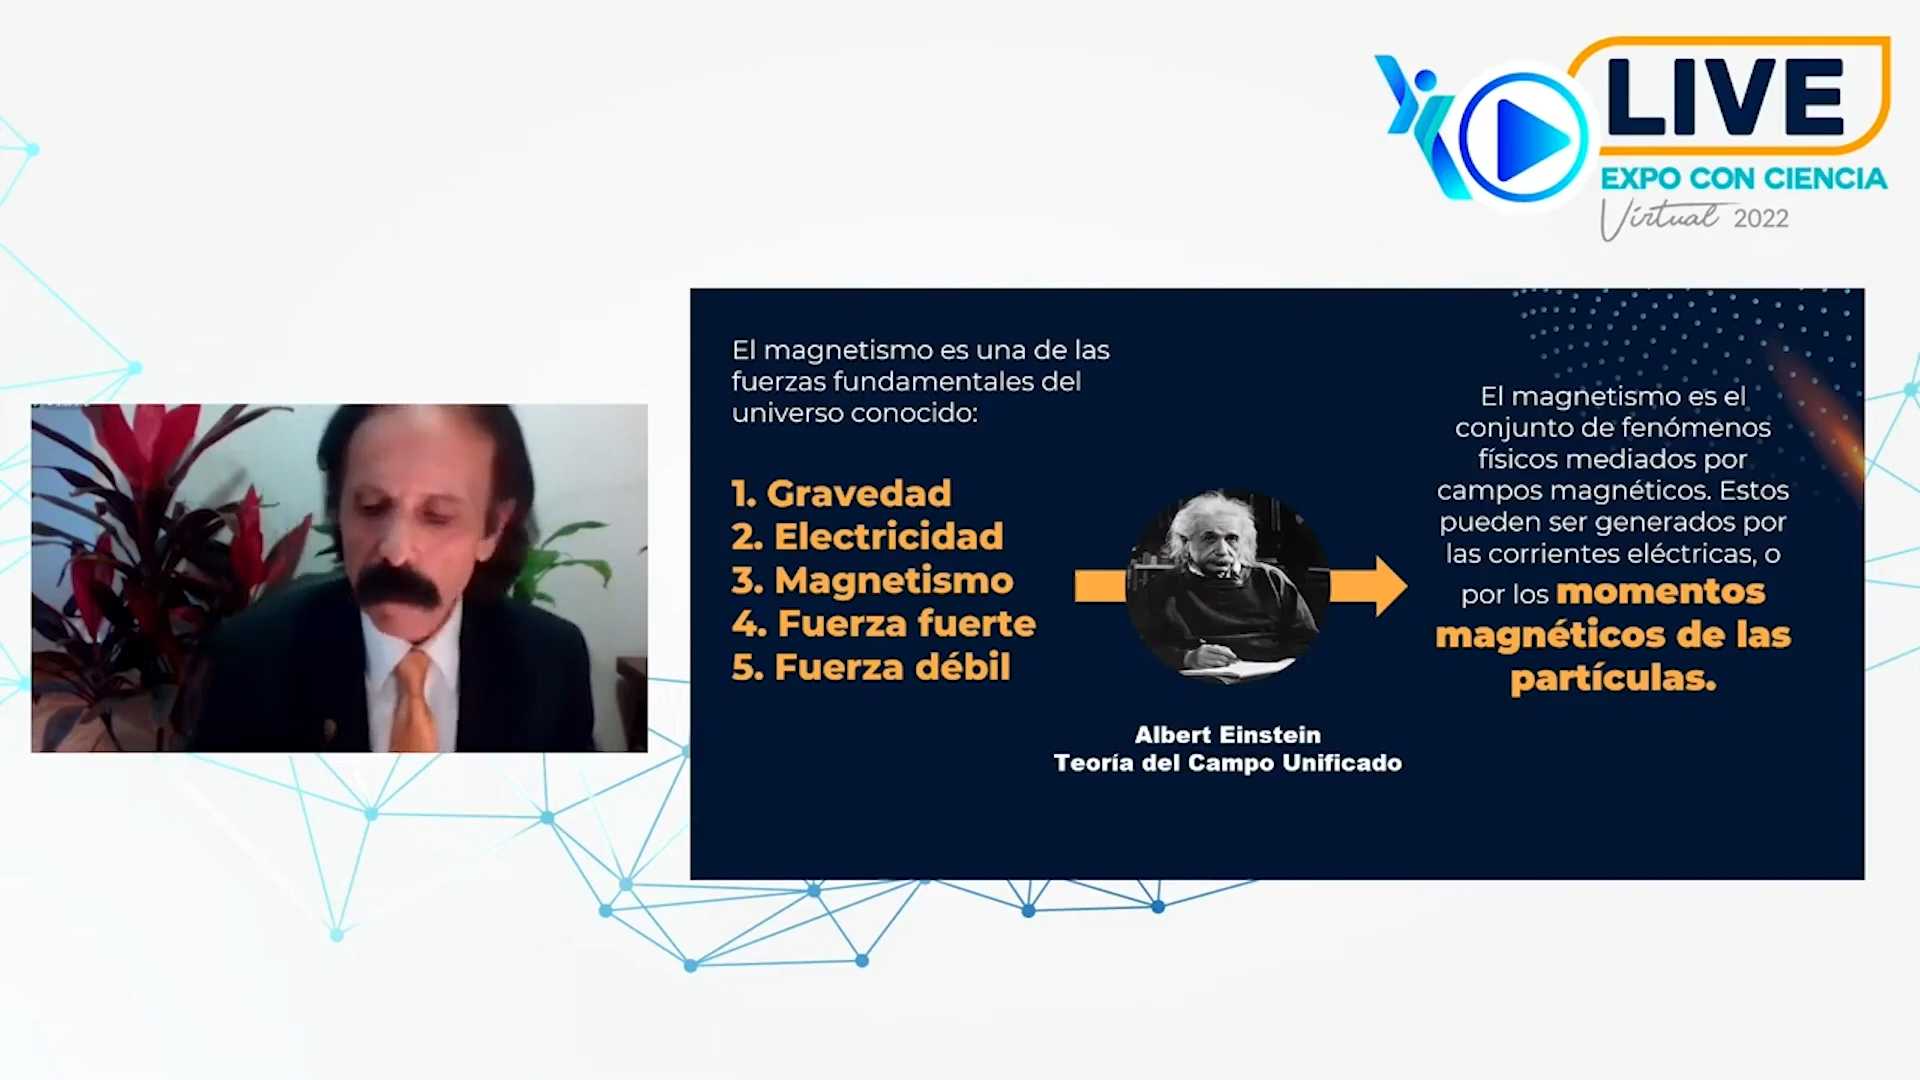 LIVE
EXPO CON CIENCIA
Virtual 2022
El magnetismo es una de las
fuerzas fundamentales del
universo conocido:
1. Gravedad
2. Electricidad
3. Magnetismo
4. Fuerza fuerte
5. Fuerza débil
Albert Einstein
Teoría del Campo Unificado
El magnetismo es el
conjunto de fenómenos
físicos mediados por
campos magnéticos. Estos
pueden ser generados por
las corrientes eléctricas, o
por los momentos
magnéticos de las
partículas.